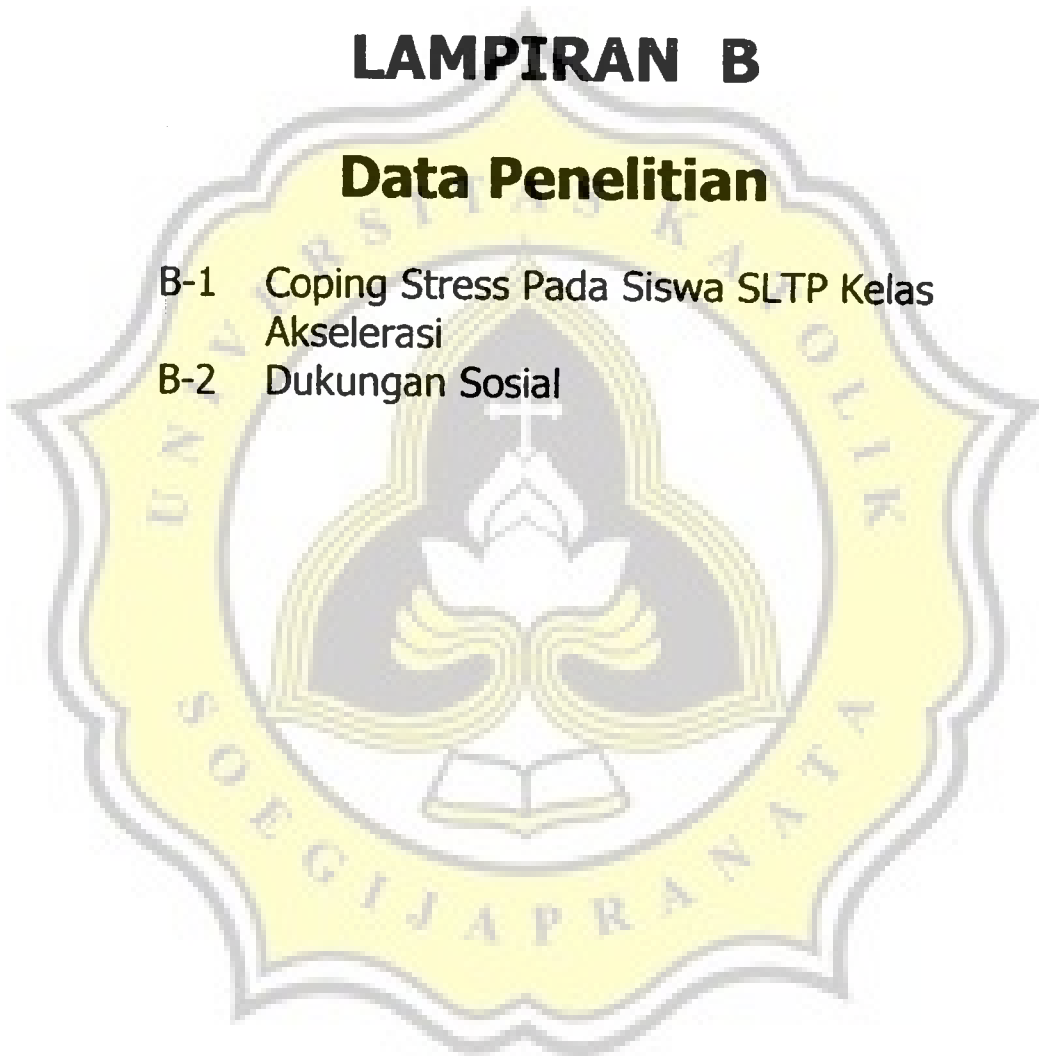 LAMPIRAN B
Data Penelitian
B-1 Coping Stress Pada Siswa SLTP Kelas
Akselerasi
B-2 Dukungan Sosial
UNIVERSITAS KATOLIK
SOEGIJAPRANATA